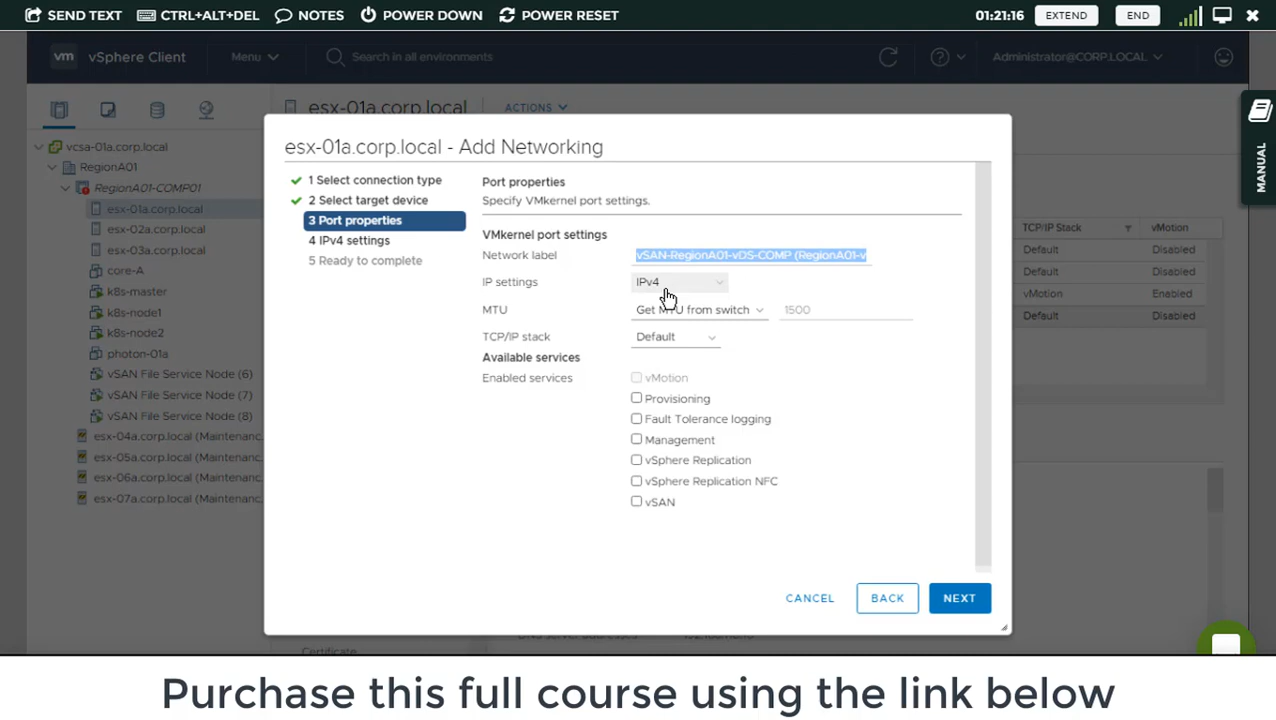 SEND TEXT CTRL+ALT+DEL NOTES POWER DOWN POWER RESET 01:21:16 EXTEND END
vm vSphere Client Menu Search in all environments Administrator@CORP.LOCAL
MANUAL
esx-01a.corp.local ACTIONS
vcsa-01a.corp.local
RegionA01
RegionA01-COMP01
esx-01a.corp.local
esx-02a.corp.local
esx-03a.corp.local
core-A
k8s-master
k8s-node1
k8s-node2
photon-01a
vSAN File Service Node (6)
vSAN File Service Node (7)
vSAN File Service Node (8)
esx-04a.corp.local (Maintenanc
esx-05a.corp.local (Maintenanc.
esx-06a.corp.local (Maintenanc
esx-07a.corp.local (Maintenanc.
esx-01a.corp.local - Add Networking
1 Select connection type
2 Select target device
3 Port properties
4 IPv4 settings
5 Ready to complete
Port properties
Specify VMkernel port settings.
VMkernel port settings
Network label vSAN-RegionA01-vDS-COMP (RegionA01-v
IP settings IPv4
MTU Get MTU from switch 1500
TCP/IP stack Default
Available services
Enabled services vMotion
Provisioning
Fault Tolerance logging
Management
vSphere Replication
vSphere Replication NFC
vSAN
CANCEL BACK NEXT
TCP/IP Stack vMotion
Default Disabled
Default Disabled
vMotion Enabled
Default Disabled
Certificate
Purchase this full course using the link below